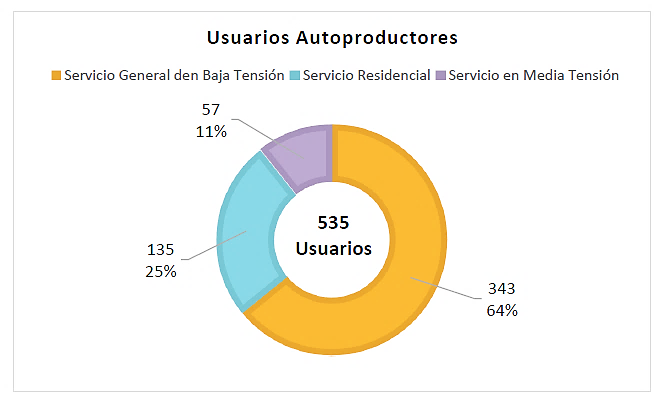 Usuarios Autoproductores
Servicio General den Baja Tensión Servicio Residencial Servicio en Media Tensión
57
11%
535
Usuarios
135
25%
343
64%